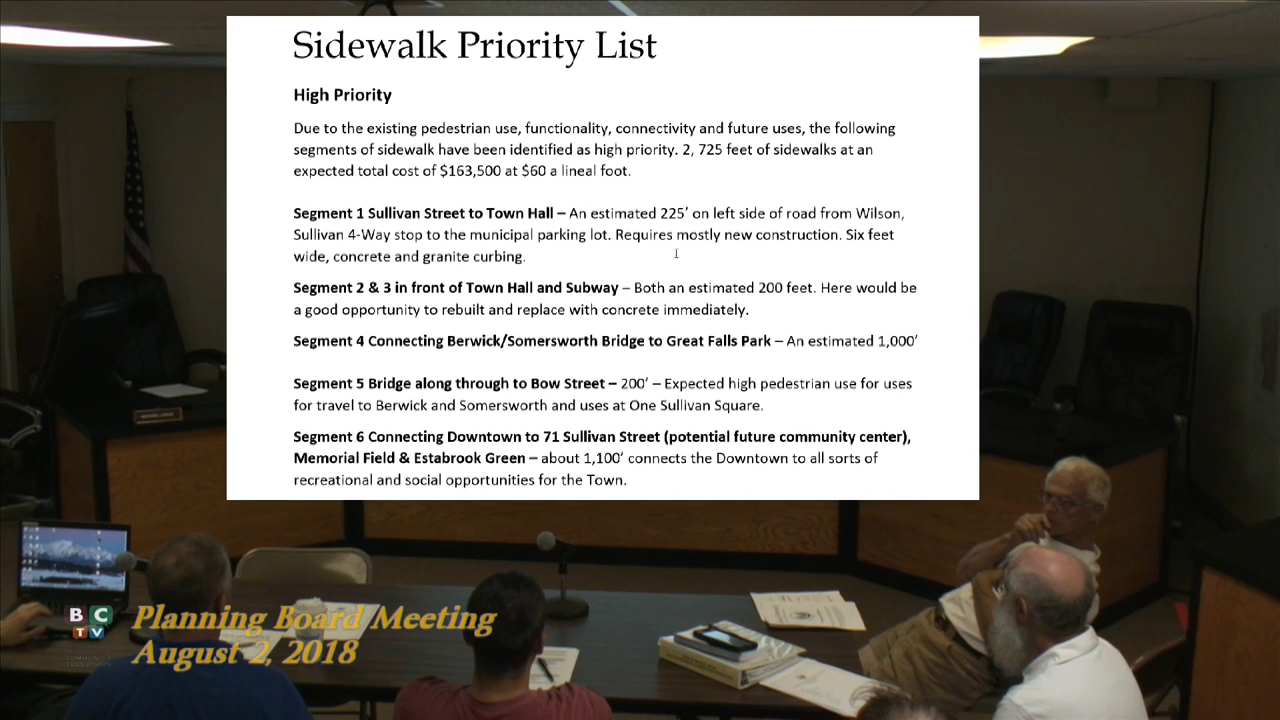 Sidewalk Priority List
High Priority
Due to the existing pedestrian use, functionality, connectivity and future uses, the following
segments of sidewalk have been identified as high priority. 2, 725 feet of sidewalks at an
expected total cost of $163,500 at $60 a lineal foot.
Segment 1 Sullivan Street to Town Hall – An estimated 225’ on left side of road from Wilson,
Sullivan 4-Way stop to the municipal parking lot. Requires mostly new construction. Six feet
wide, concrete and granite curbing.
Segment 2 & 3 in front of Town Hall and Subway – Both an estimated 200 feet. Here would be
a good opportunity to rebuilt and replace with concrete immediately.
Segment 4 Connecting Berwick/Somersworth Bridge to Great Falls Park – An estimated 1,000’
Segment 5 Bridge along through to Bow Street – 200’ – Expected high pedestrian use for uses
for travel to Berwick and Somersworth and uses at One Sullivan Square.
Segment 6 Connecting Downtown to 71 Sullivan Street (potential future community center),
Memorial Field & Estabrook Green – about 1,100’ connects the Downtown to all sorts of
recreational and social opportunities for the Town.
BCTV
Planning Board Meeting
August 2, 2018